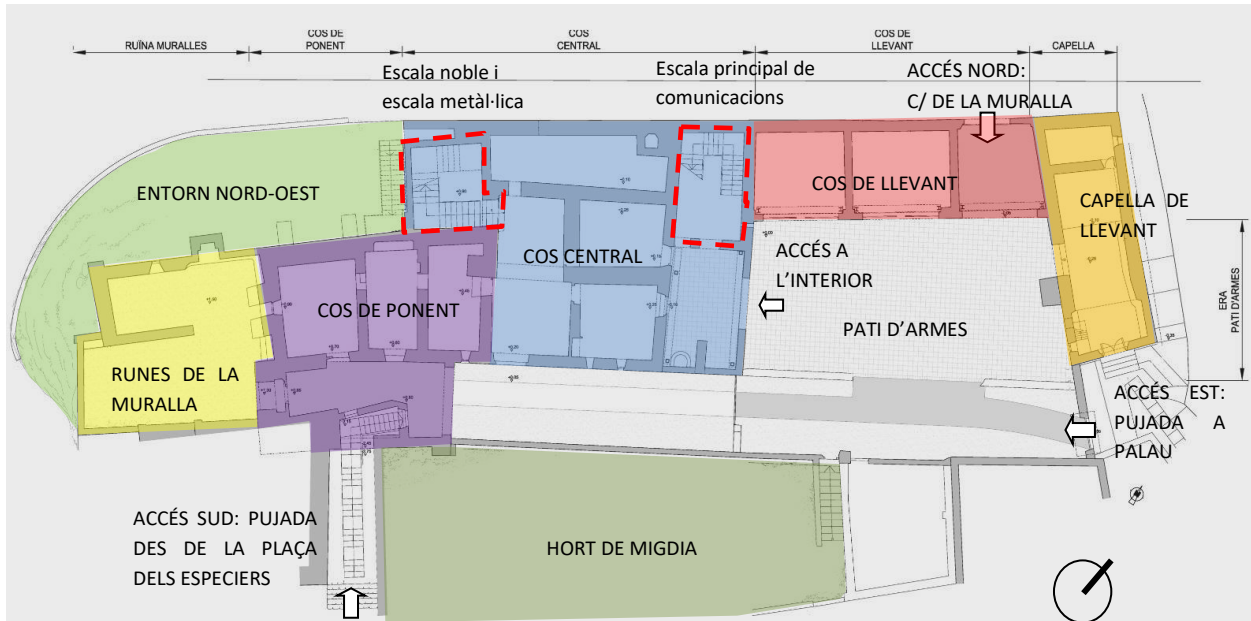 RUÏNA MURALLES
COS DE
PONENT
COS
CENTRAL
COS DE
LLEVANT
CAPELLA
Escala noble i
escala metàl·lica
Escala principal de
comunicacions
ACCÉS NORD:
C/ DE LA MURALLA
ENTORN NORD-OEST
COS DE LLEVANT
CAPELLA DE
LLEVANT
COS CENTRAL
ACCÉS A
L'INTERIOR
ERA
PATI D'ARMES
COS DE PONENT
PATI D'ARMES
RUNES DE LA
MURALLA
ACCÉS EST:
PUJADA A
PALAU
ACCÉS SUD: PUJADA
DES DE LA PLAÇA
DELS ESPECIERS
HORT DE MIGDIA